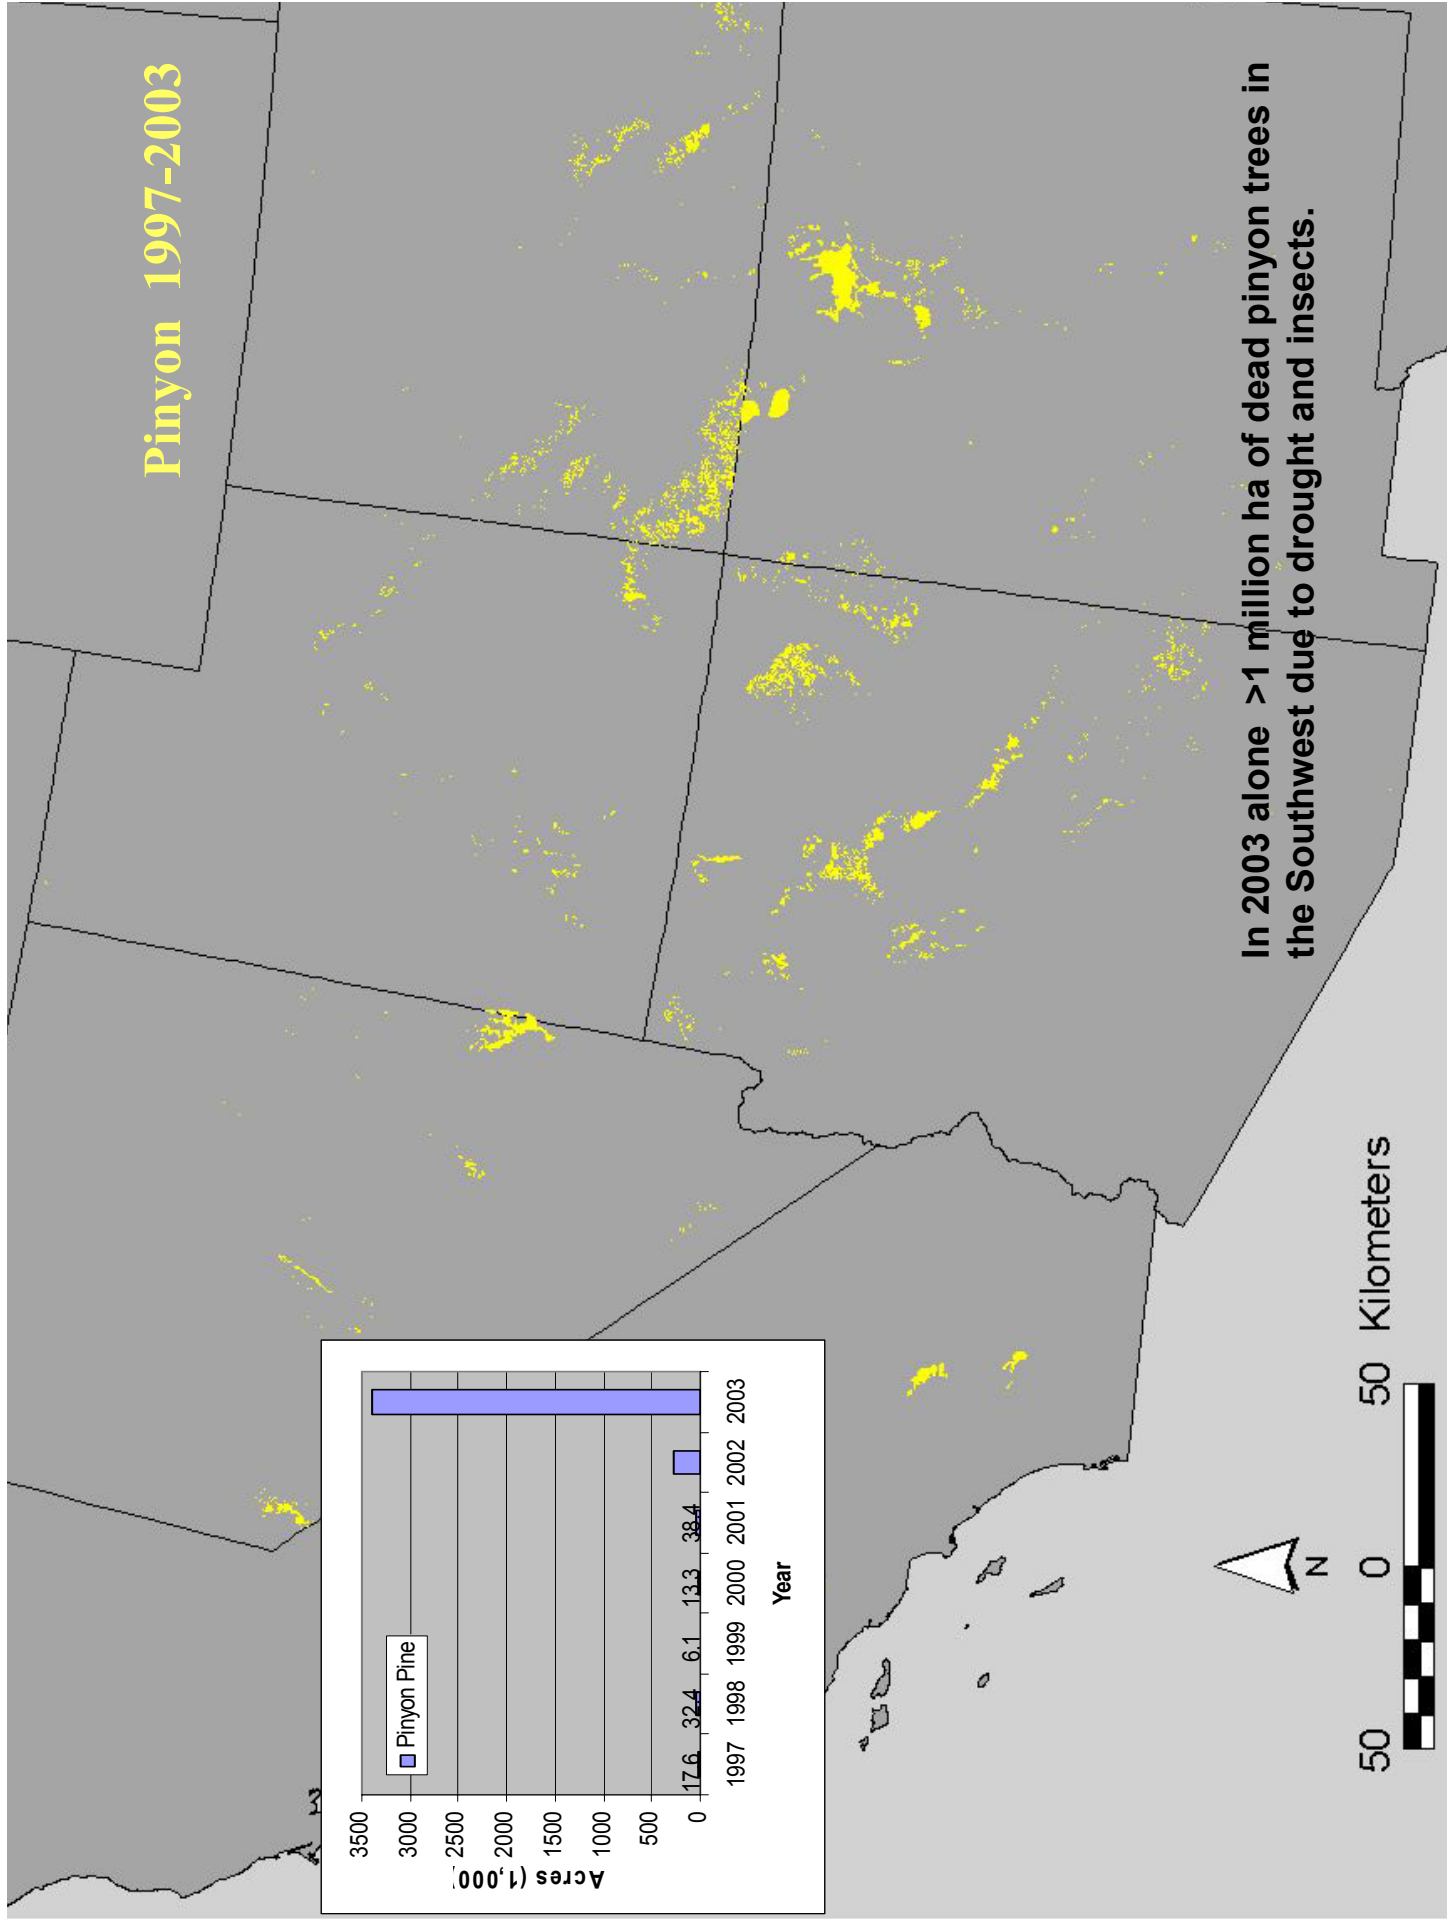 Pinyon 1997-2003
3500
3000
2500
2000
1500
1000
500
0
Acres (1,000)
Pinyon Pine
17.6 32.4 6.1 13.3 38.4
1997 1998 1999 2000 2001 2002 2003
Year
In 2003 alone >1 million ha of dead pinyon trees in
the Southwest due to drought and insects.
N
50 0 50 Kilometers